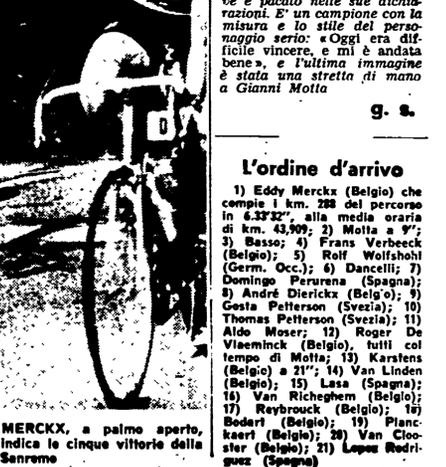 ve e pacato nelle sue dichia-
razioni. E' un campione con la
misura e lo stile del perso-
naggio serio: «Oggi era dif-
ficile vincere, e mi è andata
bene», e l'ultima immagine
è stata una stretta di mano
a Gianni Motta
g. s.
L'ordine d'arrivo
1) Eddy Merckx (Belgio) che
compie i km. 288 del percorso
in 6.33'32", alla media oraria
di km. 43,909; 2) Motta a 9";
3) Basso; 4) Frans Verbeeck
(Belgio); 5) Rolf Wolfshohl
(Germ. Occ.); 6) Dancelli; 7)
Domingo Perurena (Spagna);
8) André Dierickx (Belgio); 9)
Gosta Petterson (Svezia); 10)
Thomas Petterson (Svezia); 11)
Aldo Moser; 12) Roger De
Vlaeminck (Belgio), tutti col
tempo di Motta; 13) Karstens
(Belgio) a 21"; 14) Van Linden
(Belgio); 15) Lasa (Spagna);
16) Van Richeghem (Belgio);
17) Reybrouck (Belgio); 18)
Bodart (Belgio); 19) Planc-
kaert (Belgio); 20) Van Cloo-
ster (Belgio); 21) Lopez Rodri-
guez (Spagna)
MERCKX, a palmo aperto,
indica le cinque vittorie della
Sanremo